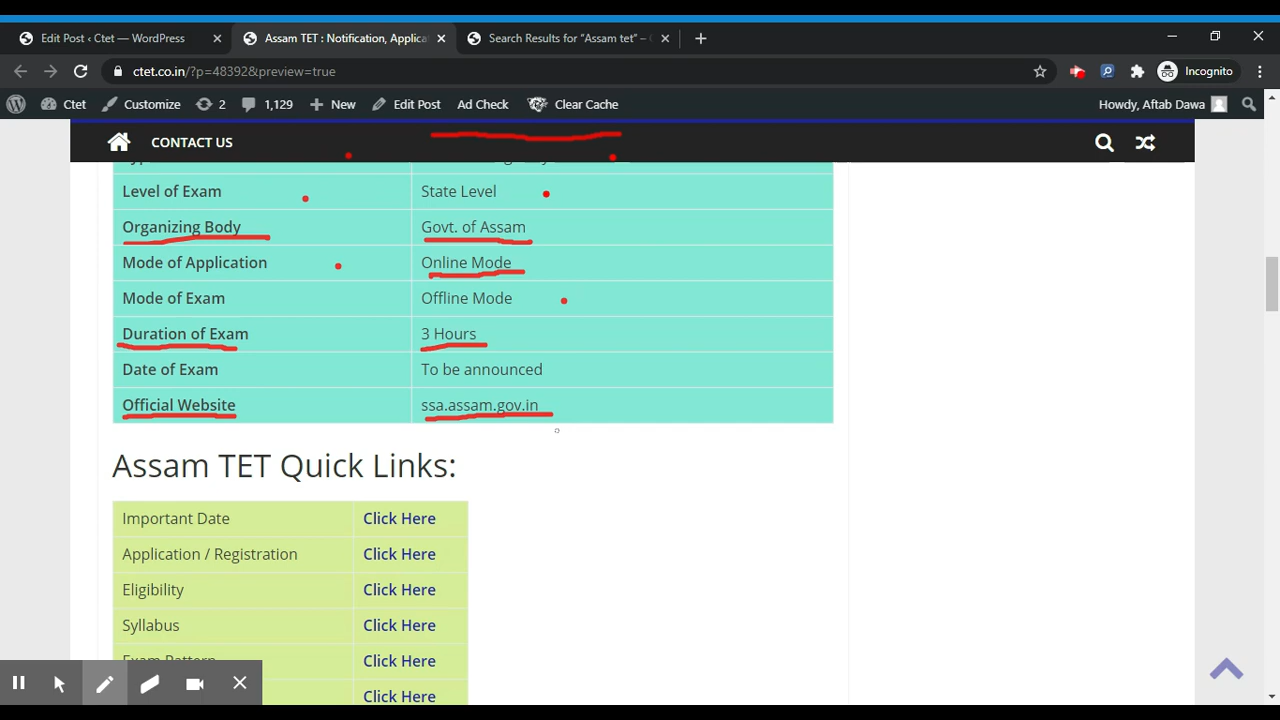 Edit Post ‹ Ctet — WordPress
Assam TET : Notification, Applica
Search Results for “Assam tet” –
ctet.co.in/?p=48392&preview=true
Incognito
Ctet
Customize
2
1,129
New
Edit Post
Ad Check
Clear Cache
Howdy, Aftab Dawa
CONTACT US
Level of Exam State Level
Organizing Body Govt. of Assam
Mode of Application Online Mode
Mode of Exam Offline Mode
Duration of Exam 3 Hours
Date of Exam To be announced
Official Website ssa.assam.gov.in
Assam TET Quick Links:
Important Date Click Here
Application / Registration Click Here
Eligibility Click Here
Syllabus Click Here
Exam Pattern Click Here
Click Here